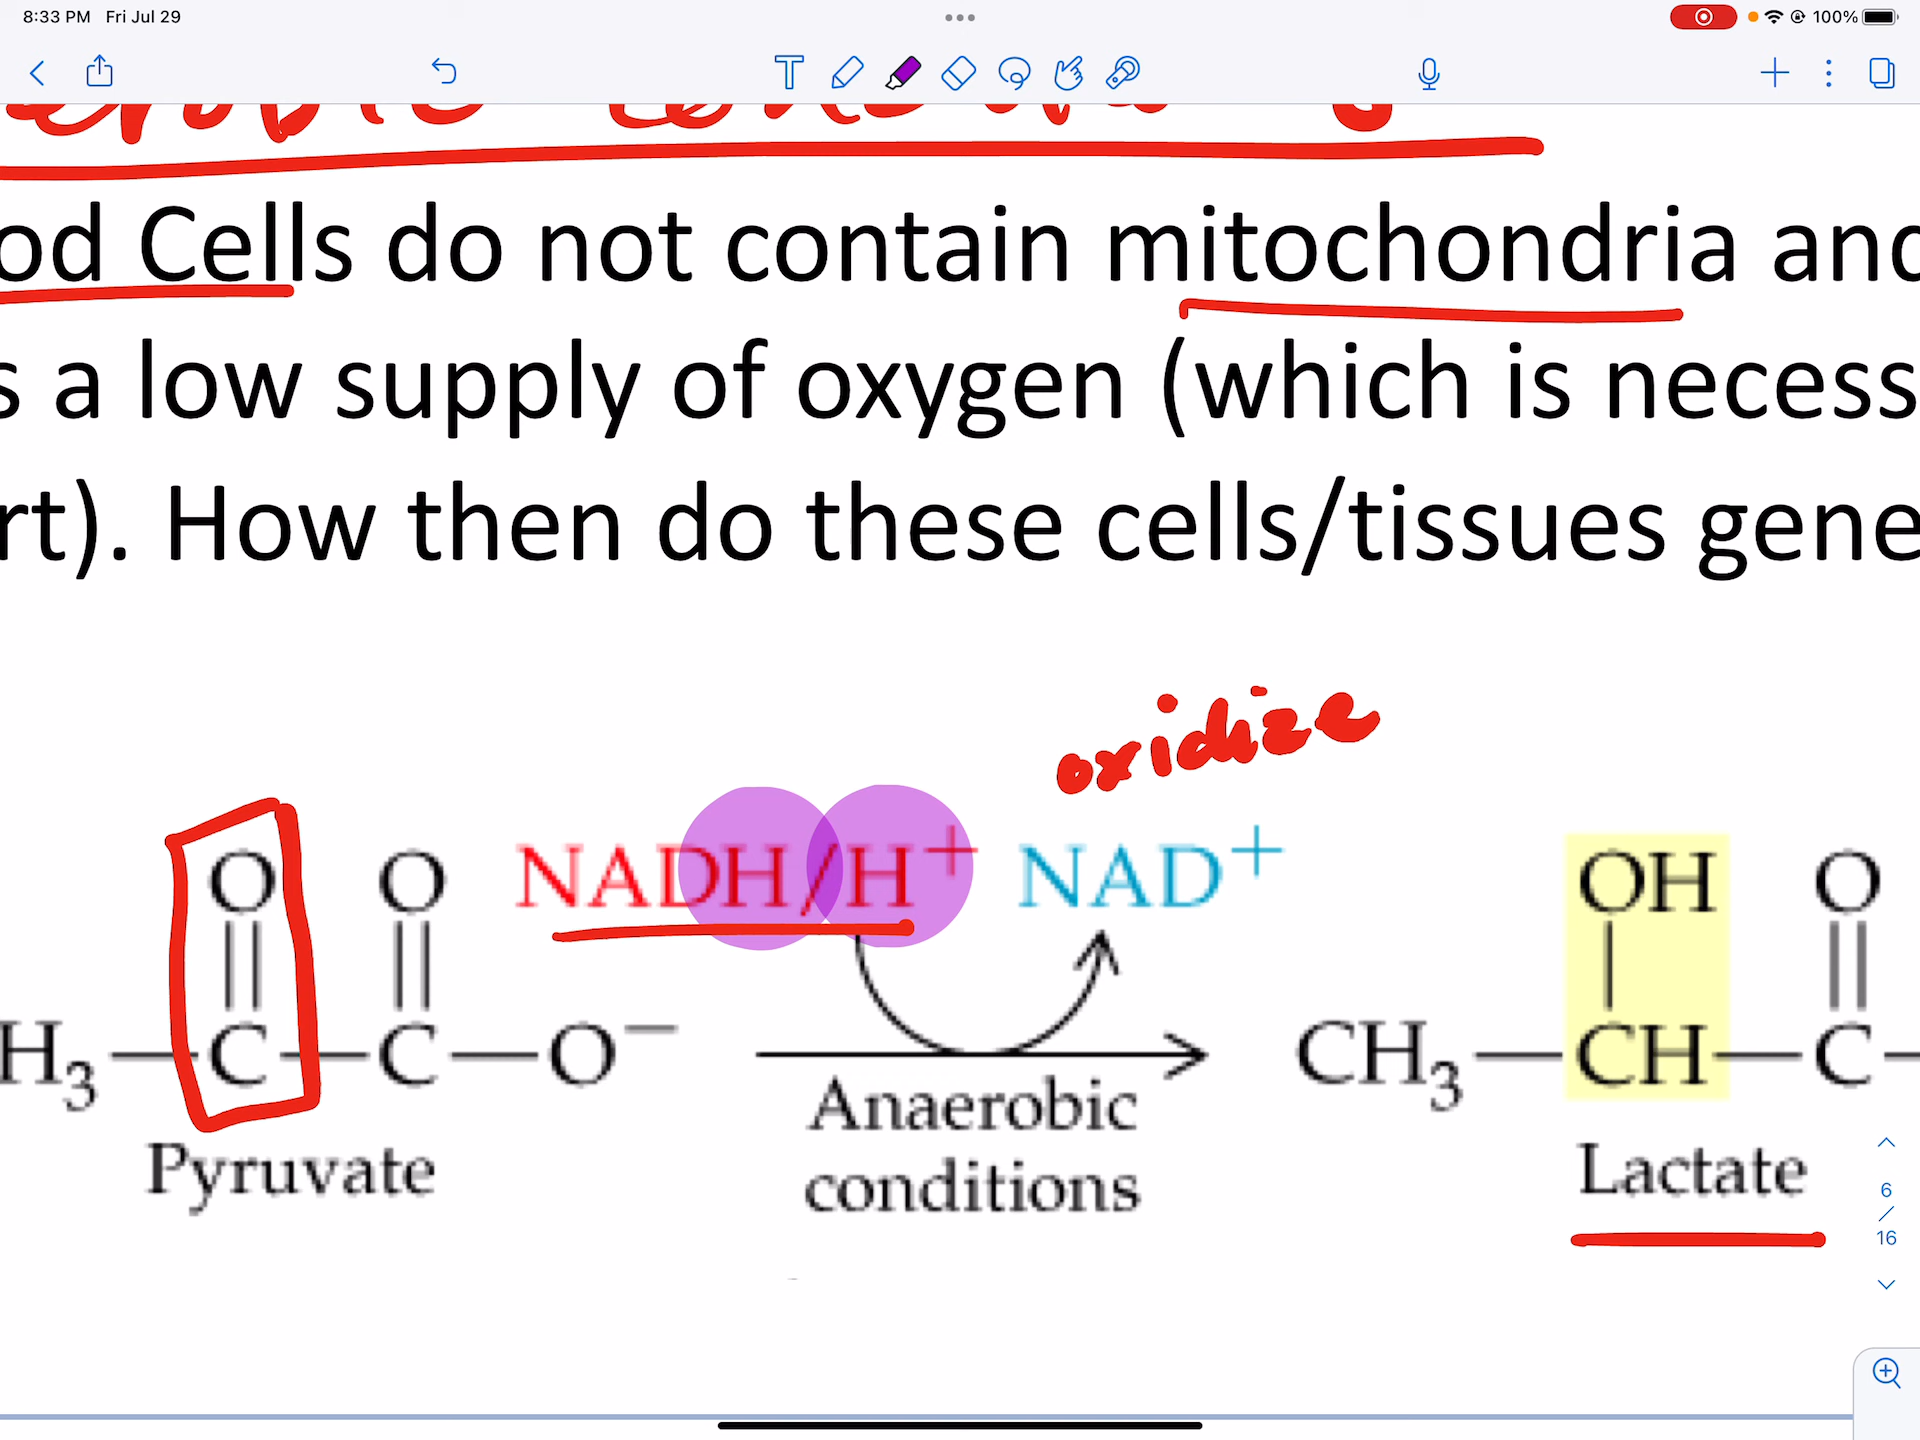 8:33 PM Fri Jul 29 100%
od Cells do not contain mitochondria and
s a low supply of oxygen (which is necess
rt). How then do these cells/tissues gene
oxidize
O O NADH/H+ NAD+ OH O
H3—C—C—O− CH3—CH—C—
Anaerobic
conditions
Pyruvate Lactate
6
/
16